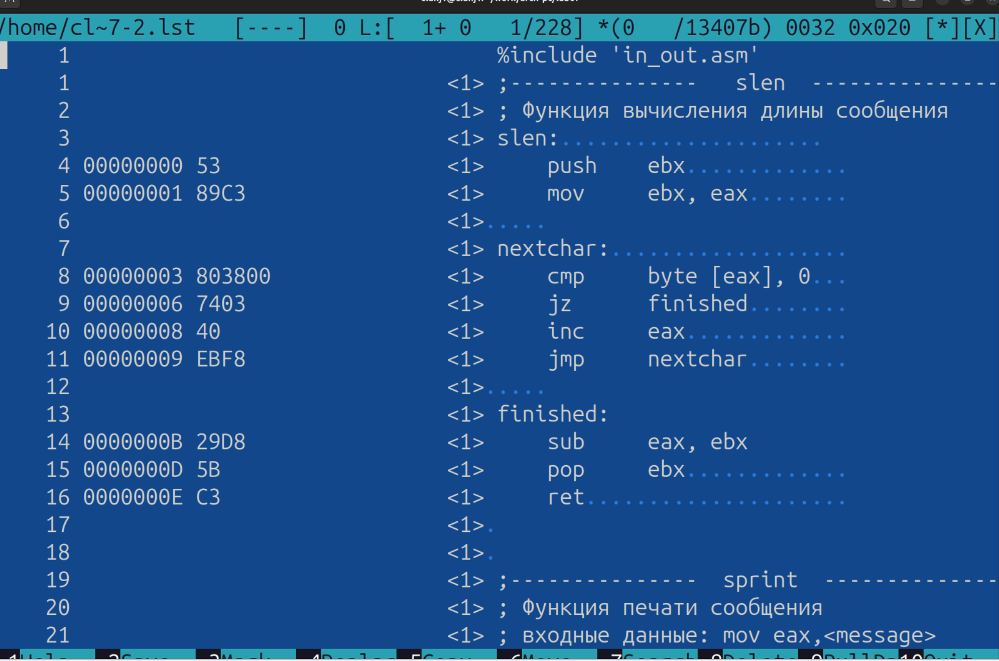 /home/cl~7-2.lst [----] 0 L:[ 1+ 0 1/228] *(0 /13407b) 0032 0x020 [*][X]
1 %include 'in_out.asm'
1 <1> ;--------------- slen ---------------
2 <1> ; Функция вычисления длины сообщения
3 <1> slen:.....................
4 00000000 53 <1> push ebx.............
5 00000001 89C3 <1> mov ebx, eax........
6 <1>.....
7 <1> nextchar:...................
8 00000003 803800 <1> cmp byte [eax], 0...
9 00000006 7403 <1> jz finished........
10 00000008 40 <1> inc eax.............
11 00000009 EBF8 <1> jmp nextchar........
12 <1>.....
13 <1> finished:
14 0000000B 29D8 <1> sub eax, ebx
15 0000000D 5B <1> pop ebx.............
16 0000000E C3 <1> ret.....................
17 <1>.
18 <1>.
19 <1> ;--------------- sprint --------------
20 <1> ; Функция печати сообщения
21 <1> ; входные данные: mov eax,<message>